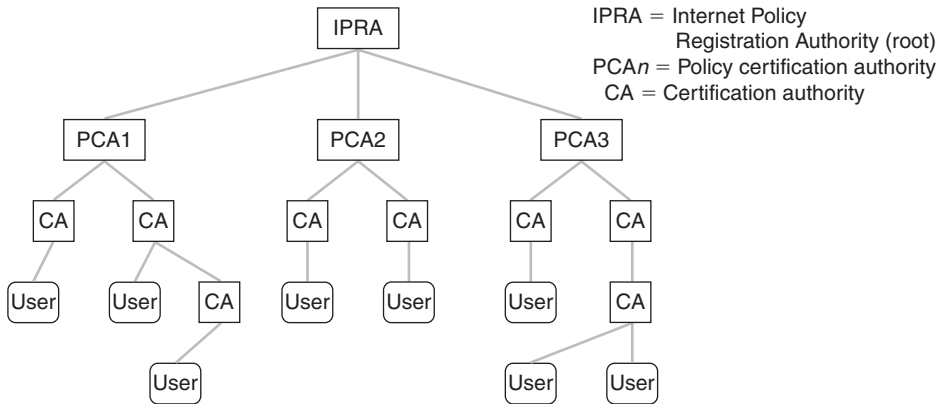 IPRA
IPRA = Internet Policy
Registration Authority (root)
PCAn = Policy certification authority
CA = Certification authority
PCA1
PCA2
PCA3
CA
CA
CA
CA
CA
CA
User
User
CA
User
User
User
CA
User
User
User